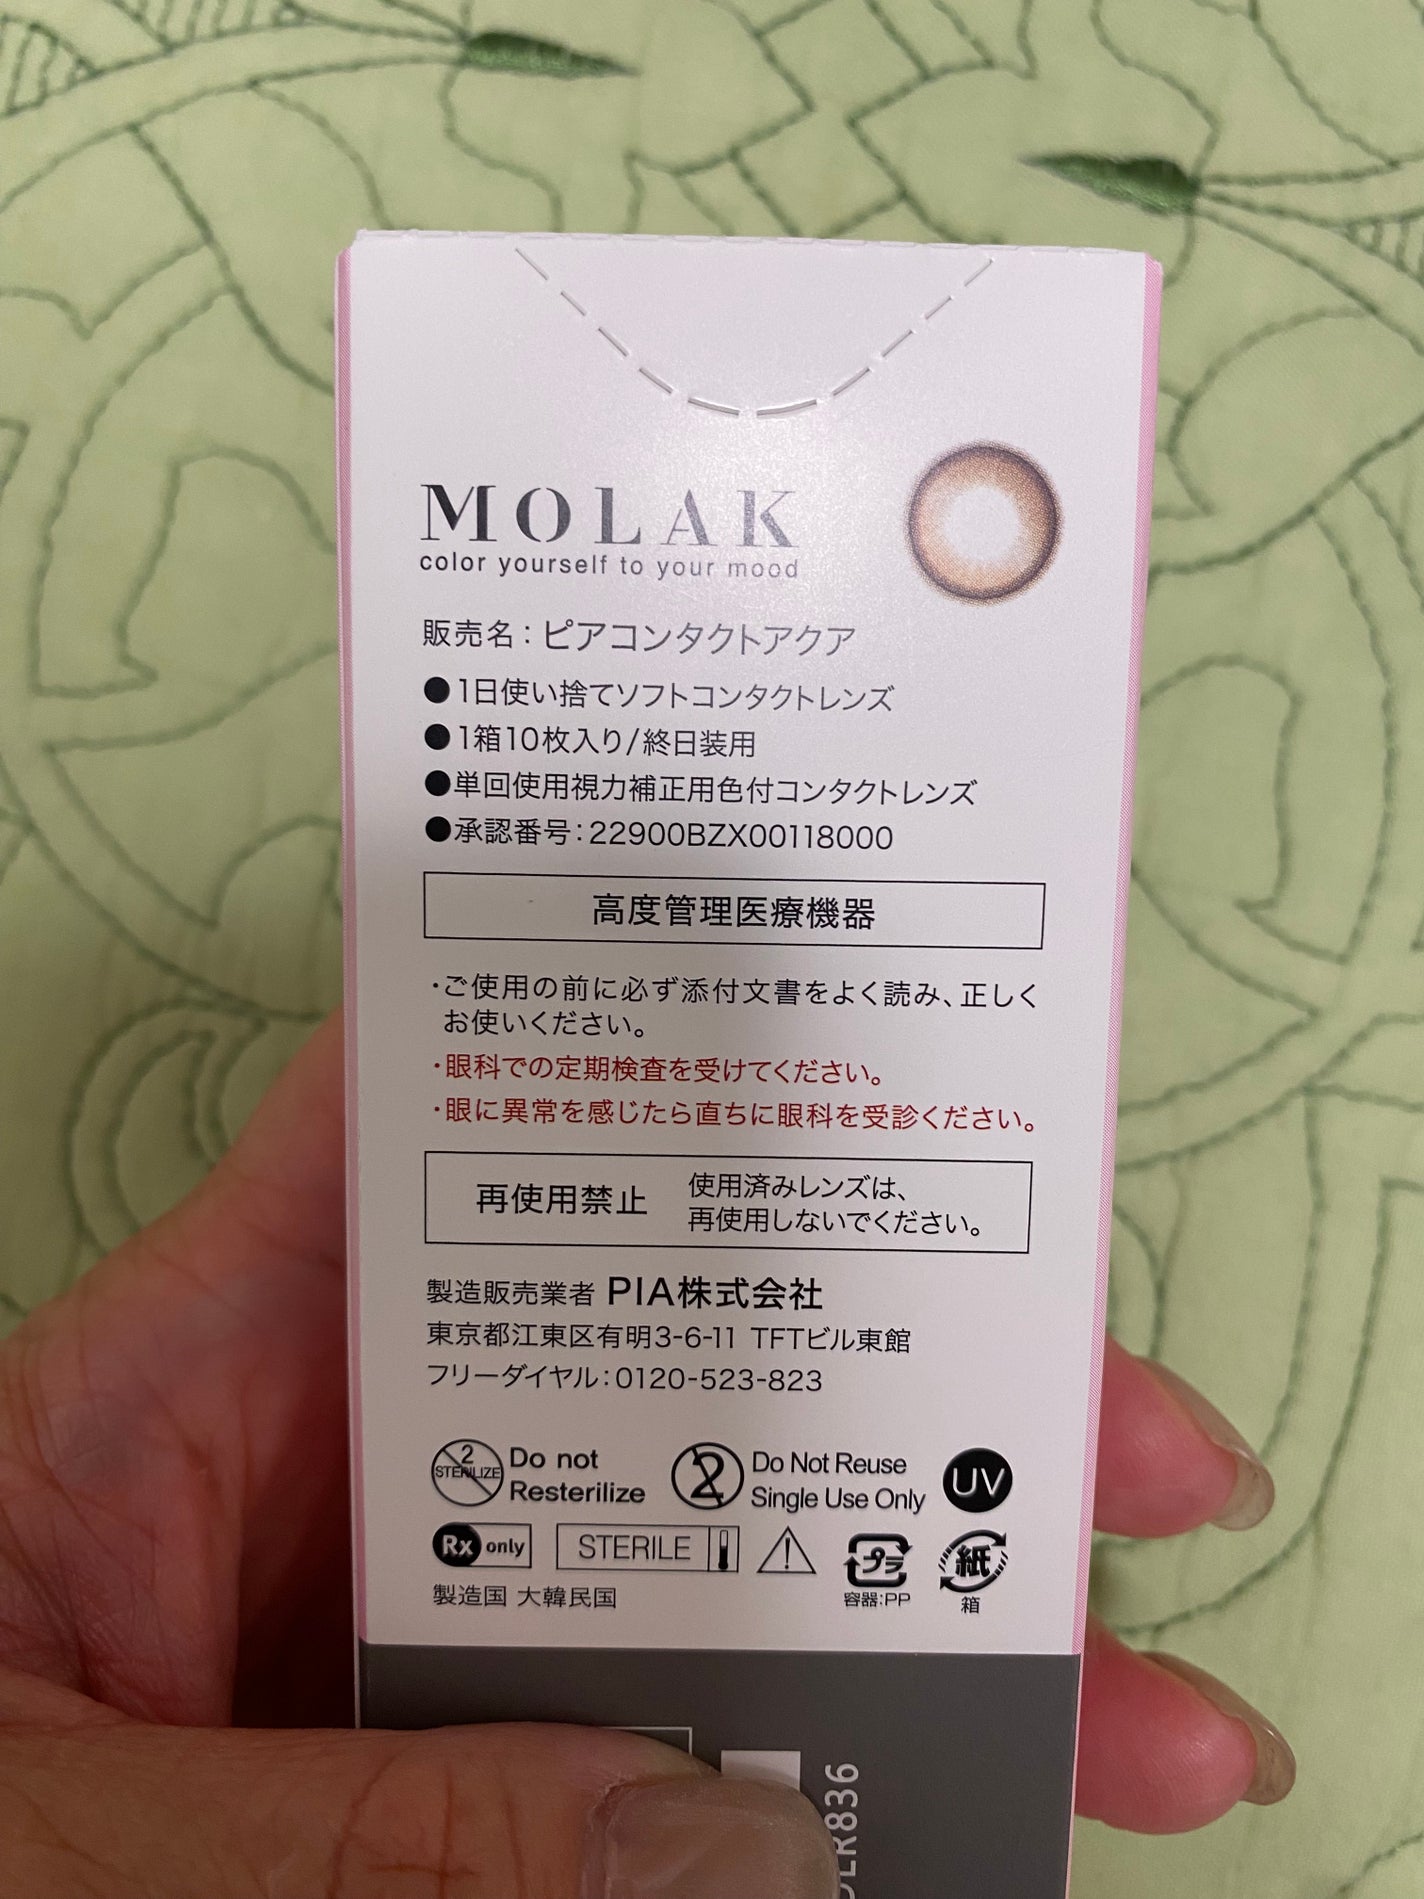 MOLAK
color yourself to your mood
販売名：ピアコンタクトアクア
●1日使い捨てソフトコンタクトレンズ
●1箱10枚入り/終日装用
●単回使用視力補正用色付コンタクトレンズ
●承認番号：22900BZX00118000
高度管理医療機器
・ご使用の前に必ず添付文書をよく読み、正しく
お使いください。
・眼科での定期検査を受けてください。
・眼に異常を感じたら直ちに眼科を受診ください。
再使用禁止 使用済みレンズは、
再使用しないでください。
製造販売業者 PIA株式会社
東京都江東区有明3-6-11 TFTビル東館
フリーダイヤル：0120-523-823
2 STERILIZE Do not
Resterilize
2 Do Not Reuse
Single Use Only
UV
Rx only
STERILE
プラ
容器:PP
紙
箱
製造国 大韓民国
R836